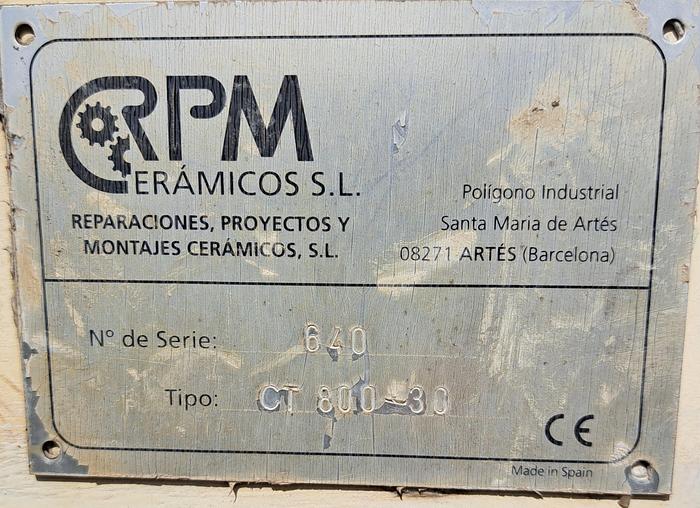 RPM
CERÁMICOS S.L.
REPARACIONES, PROYECTOS Y
MONTAJES CERÁMICOS, S.L.
Polígono Industrial
Santa Maria de Artés
08271 ARTÉS (Barcelona)
Nº de Serie: 640
Tipo: CT 800-30
CE
Made in Spain